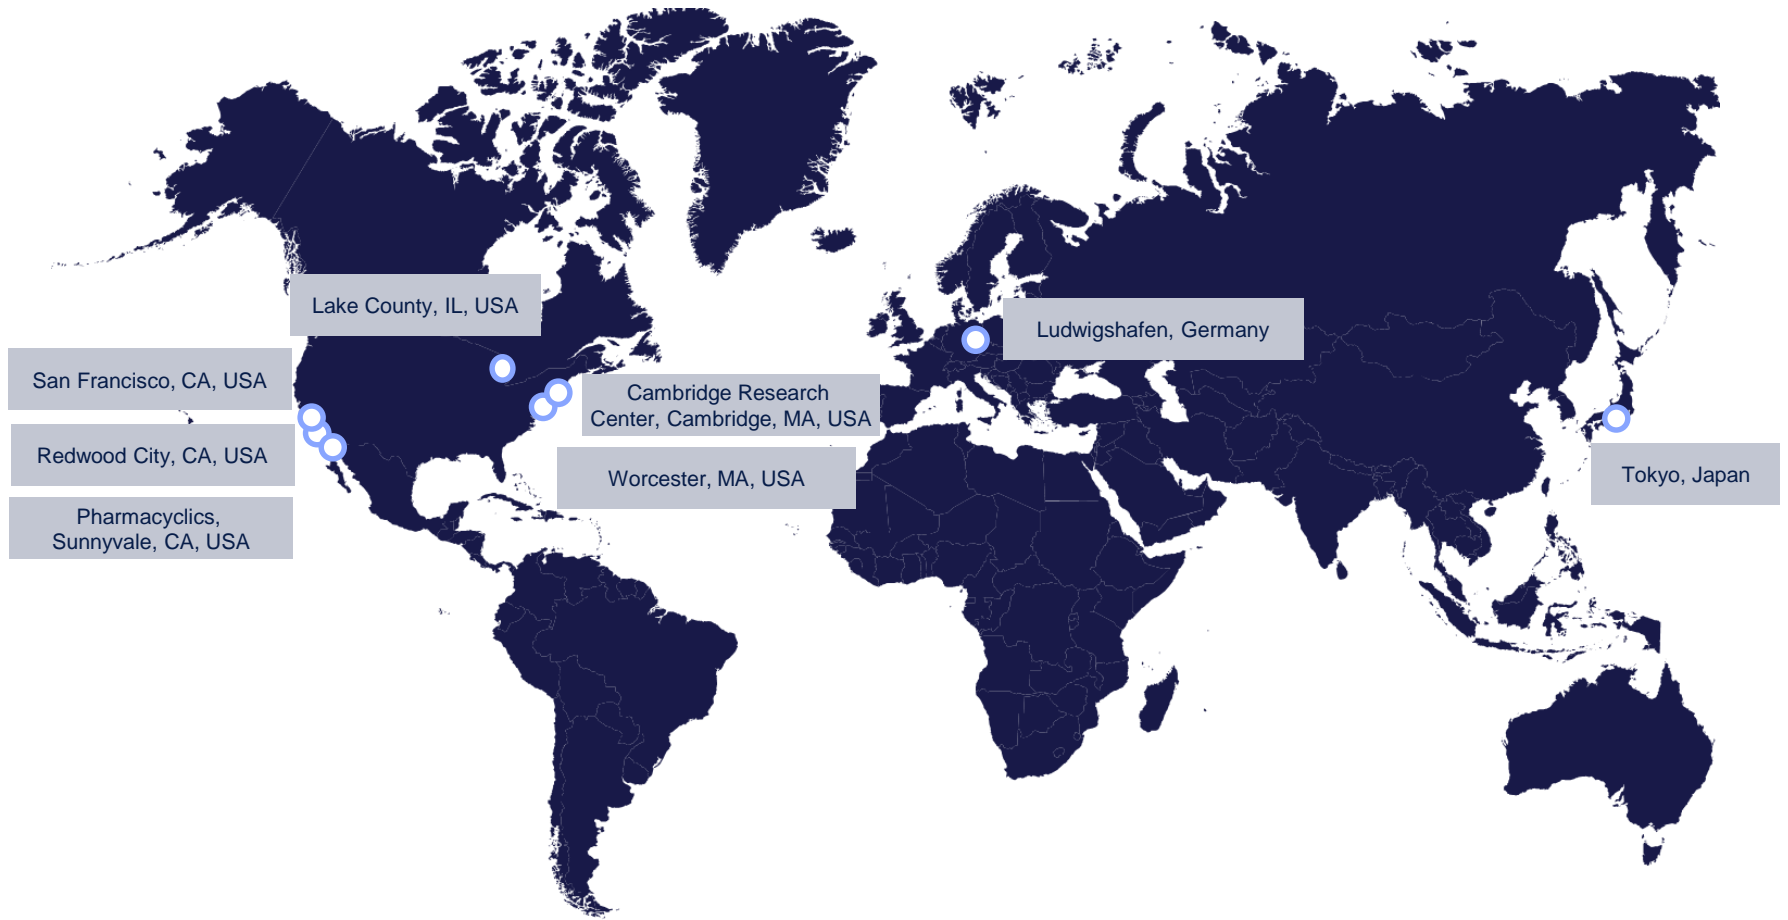 Lake County, IL, USA
San Francisco, CA, USA
Redwood City, CA, USA
Pharmacyclics,
Sunnyvale, CA, USA
Cambridge Research
Center, Cambridge, MA, USA
Worcester, MA, USA
Ludwigshafen, Germany
Tokyo, Japan